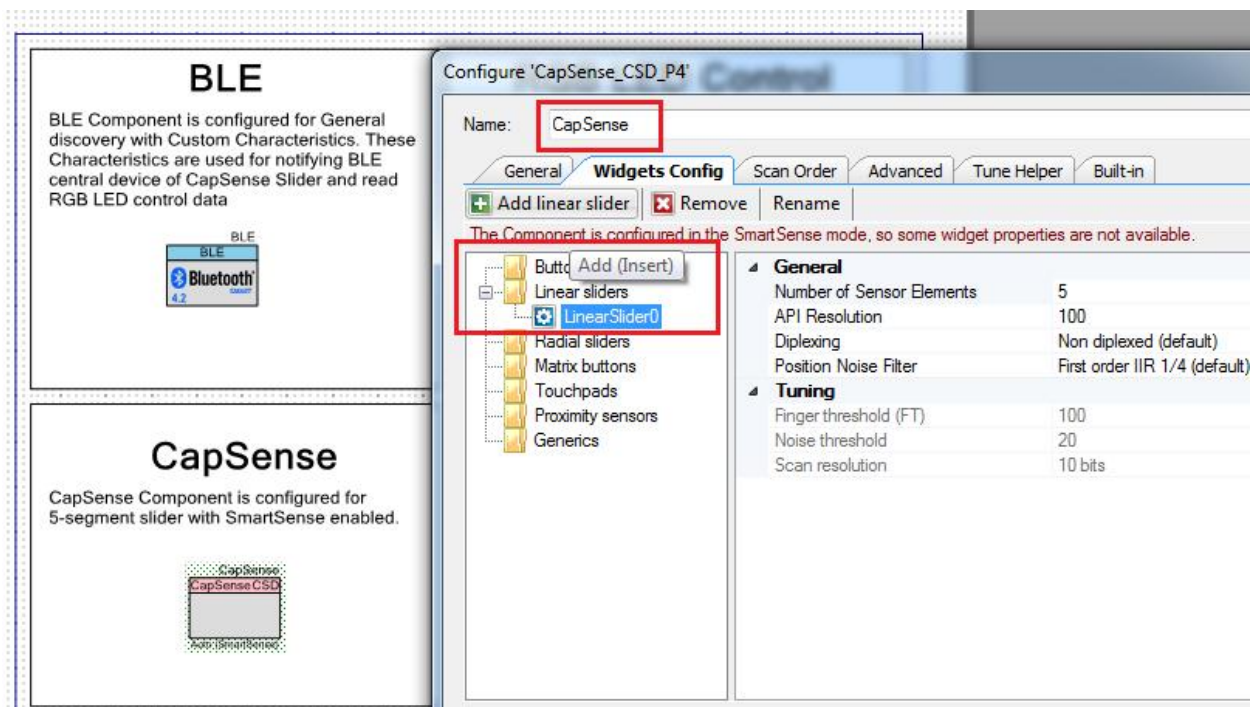 BLE
BLE Component is configured for General
discovery with Custom Characteristics. These
Characteristics are used for notifying BLE
central device of CapSense Slider and read
RGB LED control data
BLE
BLE
Bluetooth
SMART
4.2
CapSense
CapSense Component is configured for
5-segment slider with SmartSense enabled.
CapSense
CapSense CSD
Auto (SmartSense)
Configure 'CapSense_CSD_P4'
RGB LED Control
Name: CapSense
General Widgets Config Scan Order Advanced Tune Helper Built-in
Add linear slider Remove Rename
The Component is configured in the SmartSense mode, so some widget properties are not available.
Add (Insert)
Linear sliders
LinearSlider0
Radial sliders
Matrix buttons
Touchpads
Proximity sensors
Generics
General
Number of Sensor Elements 5
API Resolution 100
Diplexing Non diplexed (default)
Position Noise Filter First order IIR 1/4 (default)
Tuning
Finger threshold (FT) 100
Noise threshold 20
Scan resolution 10 bits